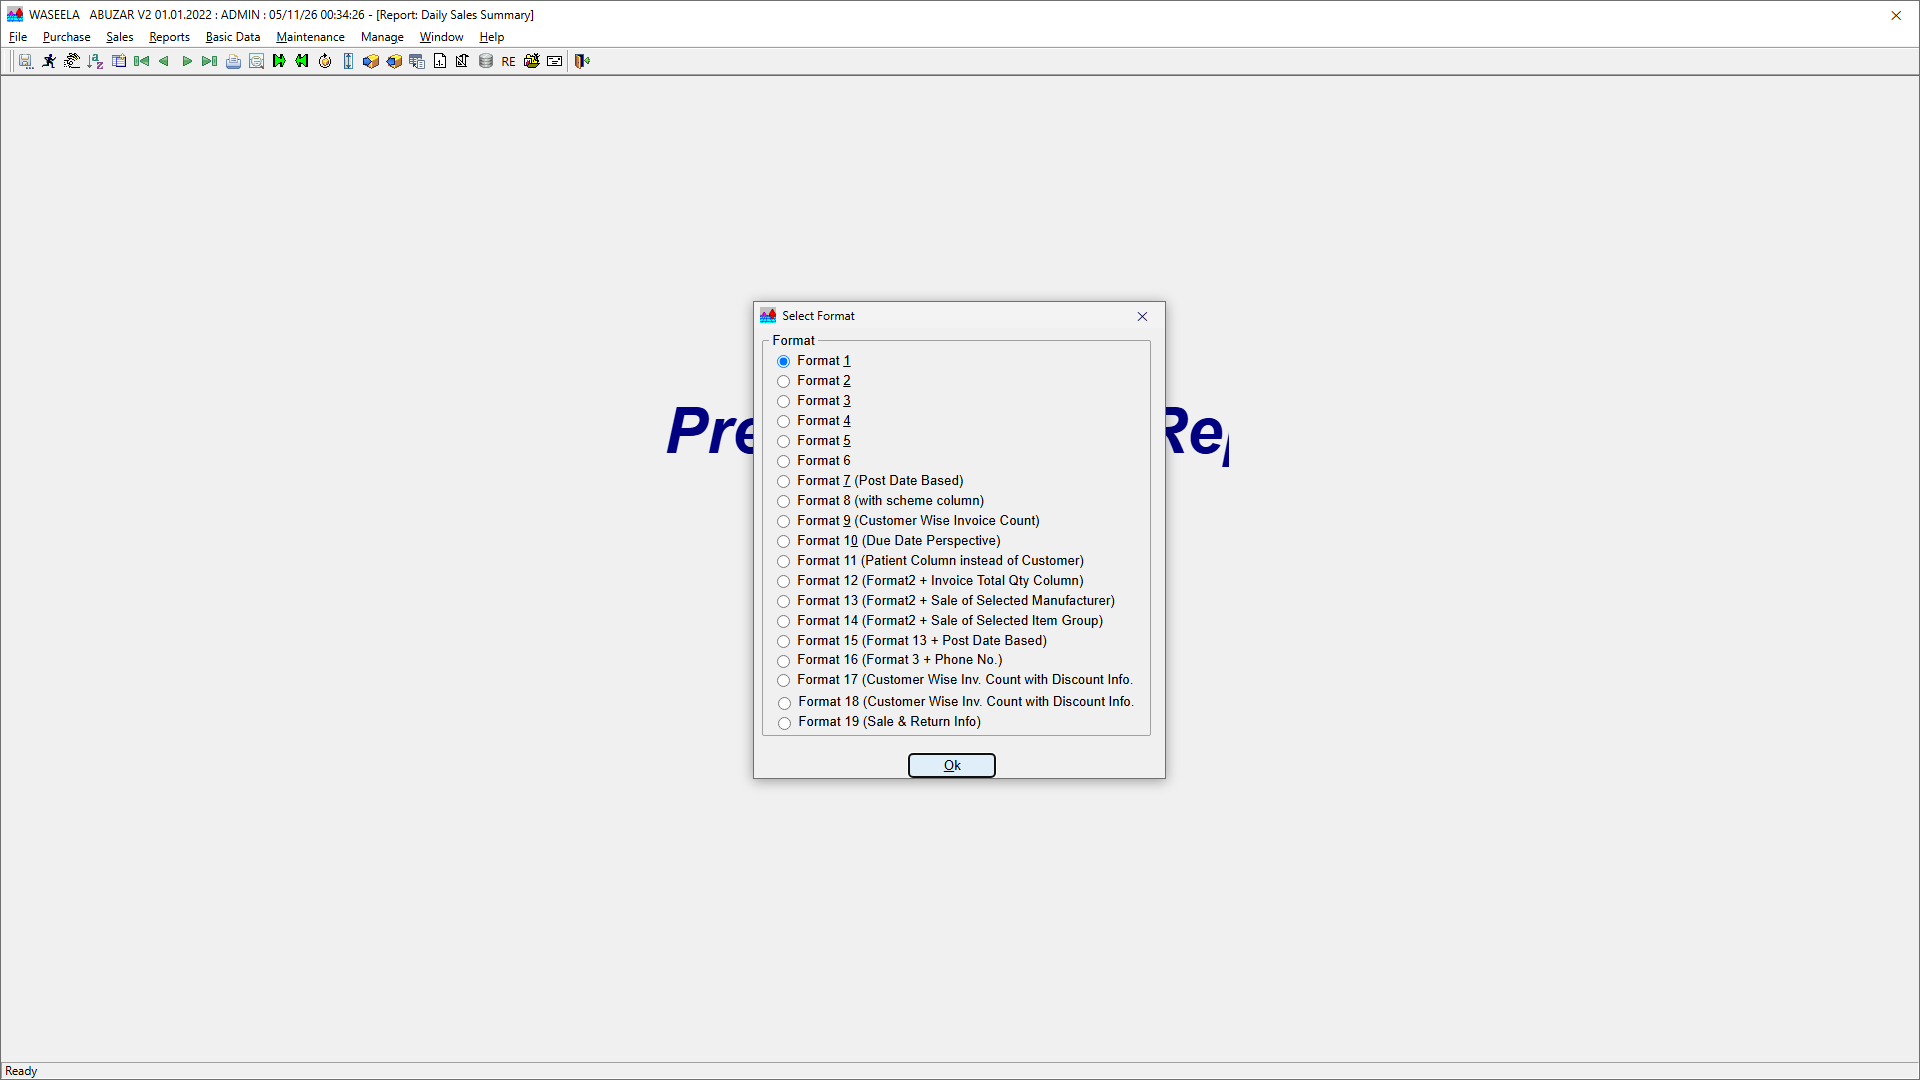 WASEELA ABUZAR V2 01.01.2022 : ADMIN : 05/11/26 00:34:26 - [Report: Daily Sales Summary]
File Purchase Sales Reports Basic Data Maintenance Manage Window Help
RE
Select Format
Format
Format 1
Format 2
Format 3
Format 4
Format 5
Format 6
Format 7 (Post Date Based)
Format 8 (with scheme column)
Format 9 (Customer Wise Invoice Count)
Format 10 (Due Date Perspective)
Format 11 (Patient Column instead of Customer)
Format 12 (Format2 + Invoice Total Qty Column)
Format 13 (Format2 + Sale of Selected Manufacturer)
Format 14 (Format2 + Sale of Selected Item Group)
Format 15 (Format 13 + Post Date Based)
Format 16 (Format 3 + Phone No.)
Format 17 (Customer Wise Inv. Count with Discount Info.
Format 18 (Customer Wise Inv. Count with Discount Info.
Format 19 (Sale & Return Info)
Ok
Ready